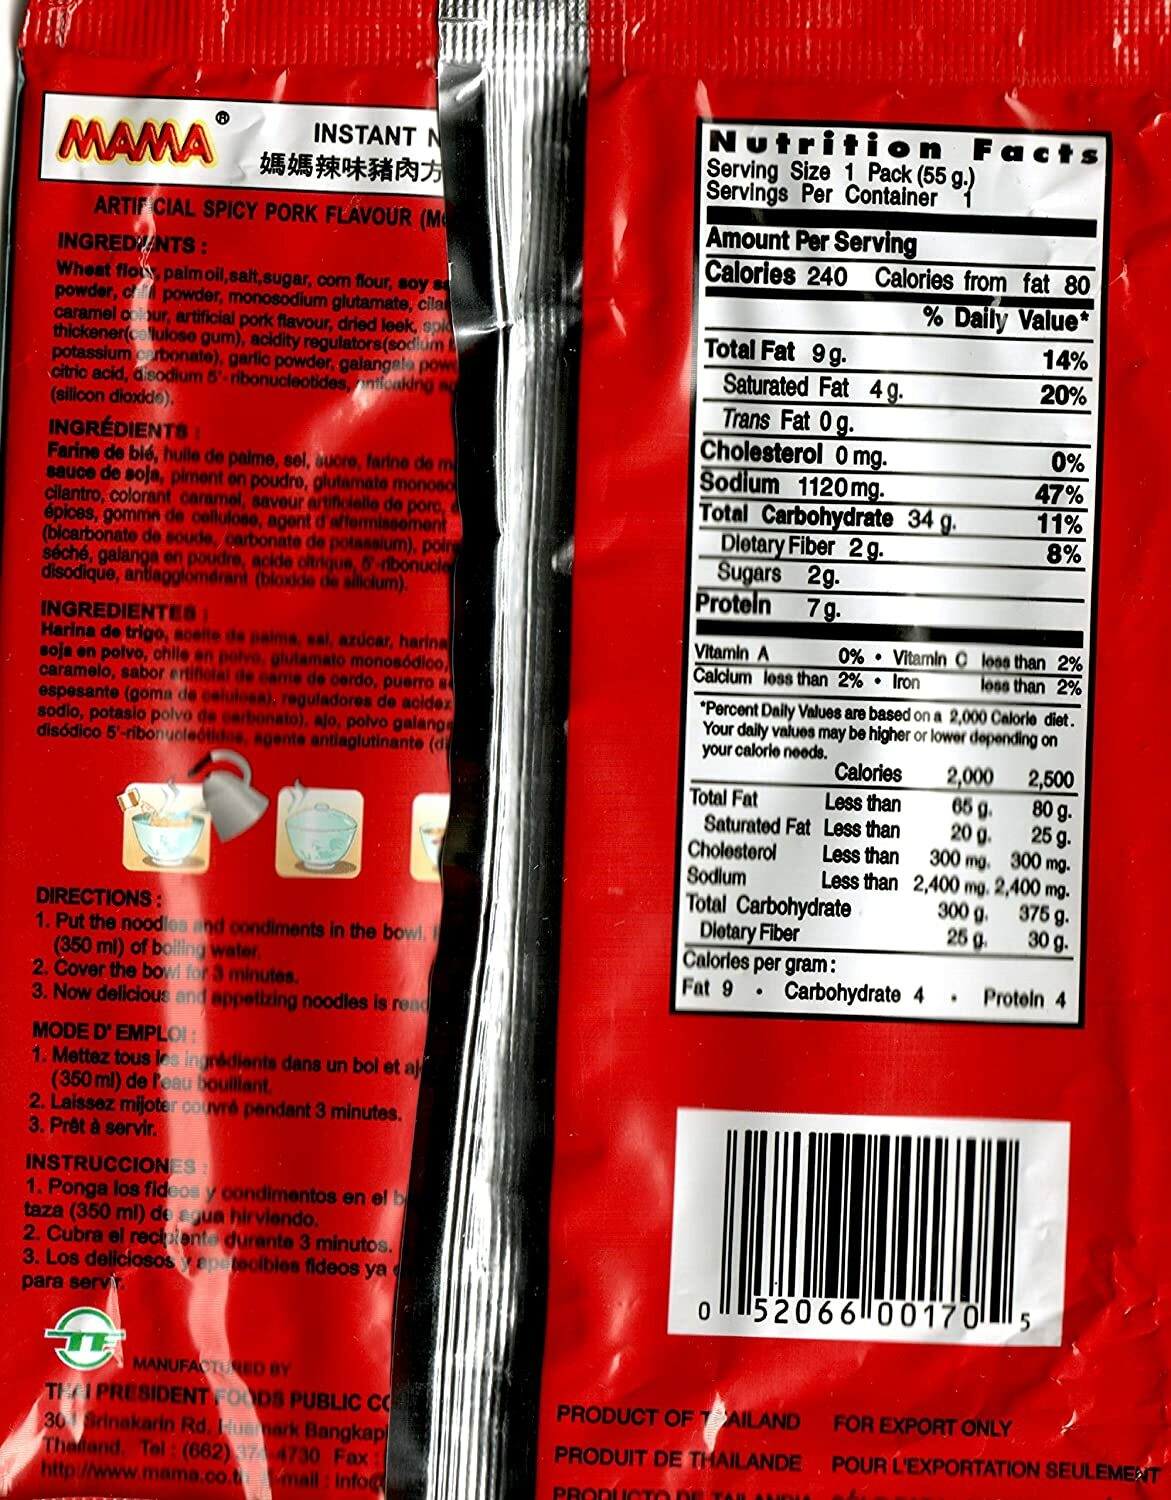 MAMA®
INSTANT
媽媽辣味豬肉方
ARTIFICIAL SPICY PORK FLAVOUR
INGREDIENTS :
Wheat flour, palm oil, salt, sugar, corn flour, soy
powder, chilli powder, monosodium glutamate,
caramel colour, artificial pork flavour, dried leek,
thickener(cellulose gum), acidity regulators(sodium
potassium carbonate), garlic powder, galangale
citric acid, disodium 5'-ribonucleotides, anticaking
(silicon dioxide).
INGRÉDIENTS :
Farine de blé, huile de palme, sel, sucre, farine de
sauce de soja, piment en poudre, glutamate
cilantro, colorant caramel, saveur artificielle de porc,
épices, gomme de cellulose, agent d'affermissement
(bicarbonate de soude, carbonate de potassium),
séché, galanga en poudre, acide citrique,
disodique, antiagglomérant (bioxide de silicium).
INGREDIENTES :
Harina de trigo, aceite de palma, sal, azúcar, harina
soja en polvo, chile en polvo, glutamato monosódico,
caramelo, sabor artificial de carne de cerdo, puerro
espesante (goma de celulosa), reguladores de acidez
sodio, potasio polvo de carbonato), ajo, polvo
disódico 5'-ribonucleótidos, agente antiaglutinante
DIRECTIONS :
1. Put the noodles and condiments in the bowl.
(350 ml) of boiling water.
2. Cover the bowl for 3 minutes.
3. Now delicious and appetizing noodles is
MODE D' EMPLOI :
1. Mettez tous les ingrédients dans un bol et
(350 ml) de l'eau bouillant.
2. Laissez mijoter couvré pendant 3 minutes.
3. Prêt à servir.
INSTRUCCIONES :
1. Ponga los fideos y condimentos en el
taza (350 ml) de agua hirviendo.
2. Cubra el recipiente durante 3 minutos.
3. Los deliciosos y apetecibles fideos ya
para servir.
MANUFACTURED BY
THAI PRESIDENT FOODS PUBLIC
304 Srinakarin Rd. Huamark Bangkapi
Thailand. Tel : (662) 374-4730 Fax :
http://www.mama.co.th E-mail :
Nutrition Facts
Serving Size 1 Pack (55 g.)
Servings Per Container 1
Amount Per Serving
Calories 240 Calories from fat 80
% Daily Value*
Total Fat 9 g. 14%
Saturated Fat 4 g. 20%
Trans Fat 0 g.
Cholesterol 0 mg. 0%
Sodium 1120 mg. 47%
Total Carbohydrate 34 g. 11%
Dietary Fiber 2 g. 8%
Sugars 2 g.
Protein 7 g.
Vitamin A 0% • Vitamin C less than 2%
Calcium less than 2% • Iron less than 2%
*Percent Daily Values are based on a 2,000 Calorie diet.
Your daily values may be higher or lower depending on
your calorie needs.
Calories 2,000 2,500
Total Fat Less than 65 g. 80 g.
Saturated Fat Less than 20 g. 25 g.
Cholesterol Less than 300 mg. 300 mg.
Sodium Less than 2,400 mg. 2,400 mg.
Total Carbohydrate 300 g. 375 g.
Dietary Fiber 25 g. 30 g.
Calories per gram :
Fat 9 • Carbohydrate 4 • Protein 4
0 52066 00170 5
PRODUCT OF THAILAND FOR EXPORT ONLY
PRODUIT DE THAILANDE POUR L'EXPORTATION SEULEMENT
PRODUCTO DE TAILANDIA